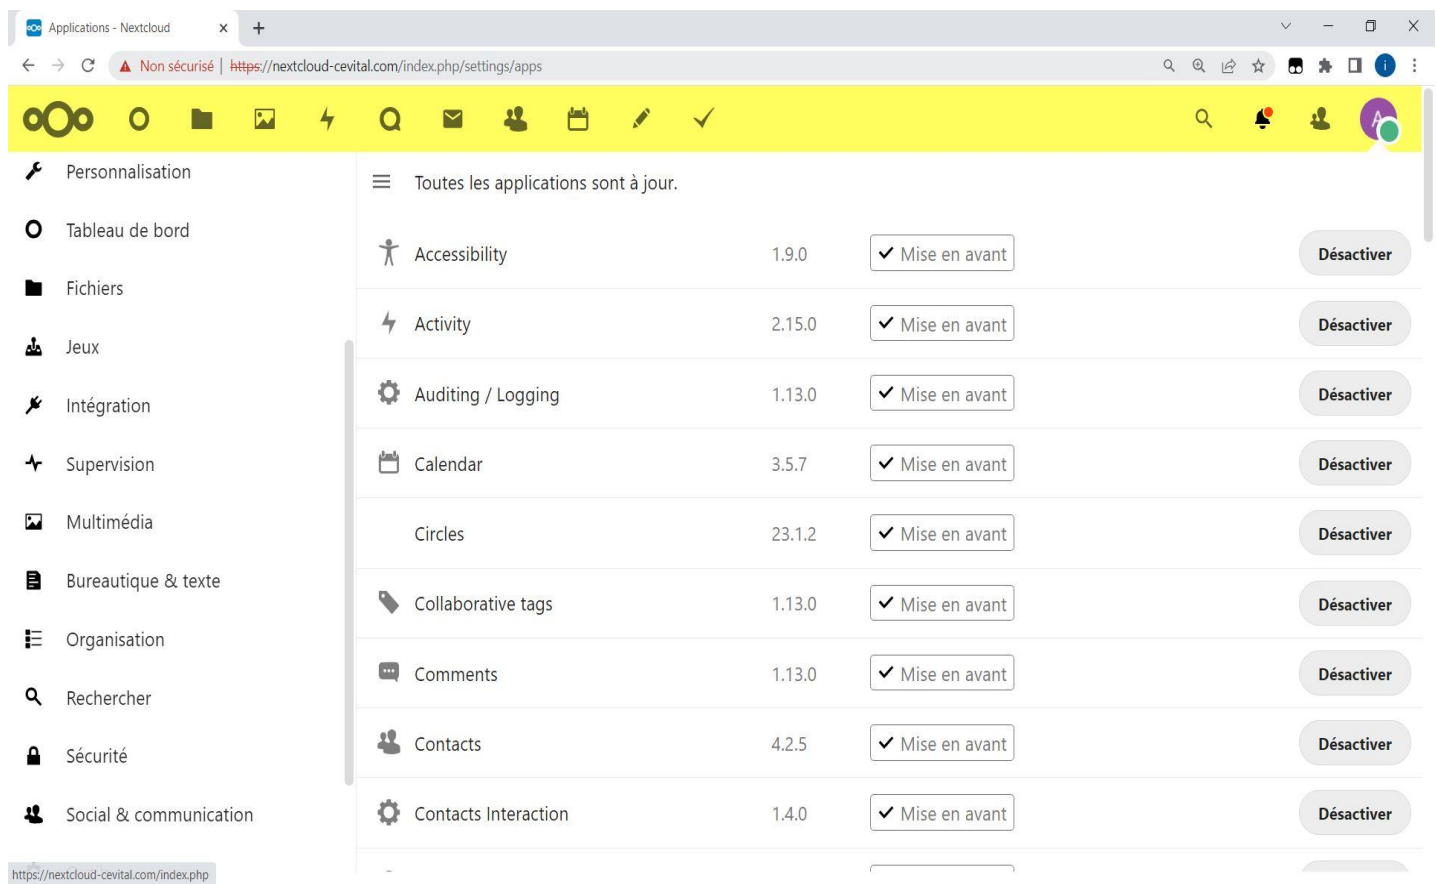 Applications - Nextcloud
Non sécurisé | https://nextcloud-cevital.com/index.php/settings/apps
i
A
Personnalisation
Tableau de bord
Fichiers
Jeux
Intégration
Supervision
Multimédia
Bureautique & texte
Organisation
Rechercher
Sécurité
Social & communication
https://nextcloud-cevital.com/index.php
Toutes les applications sont à jour.
Accessibility 1.9.0 Mise en avant Désactiver
Activity 2.15.0 Mise en avant Désactiver
Auditing / Logging 1.13.0 Mise en avant Désactiver
Calendar 3.5.7 Mise en avant Désactiver
Circles 23.1.2 Mise en avant Désactiver
Collaborative tags 1.13.0 Mise en avant Désactiver
Comments 1.13.0 Mise en avant Désactiver
Contacts 4.2.5 Mise en avant Désactiver
Contacts Interaction 1.4.0 Mise en avant Désactiver